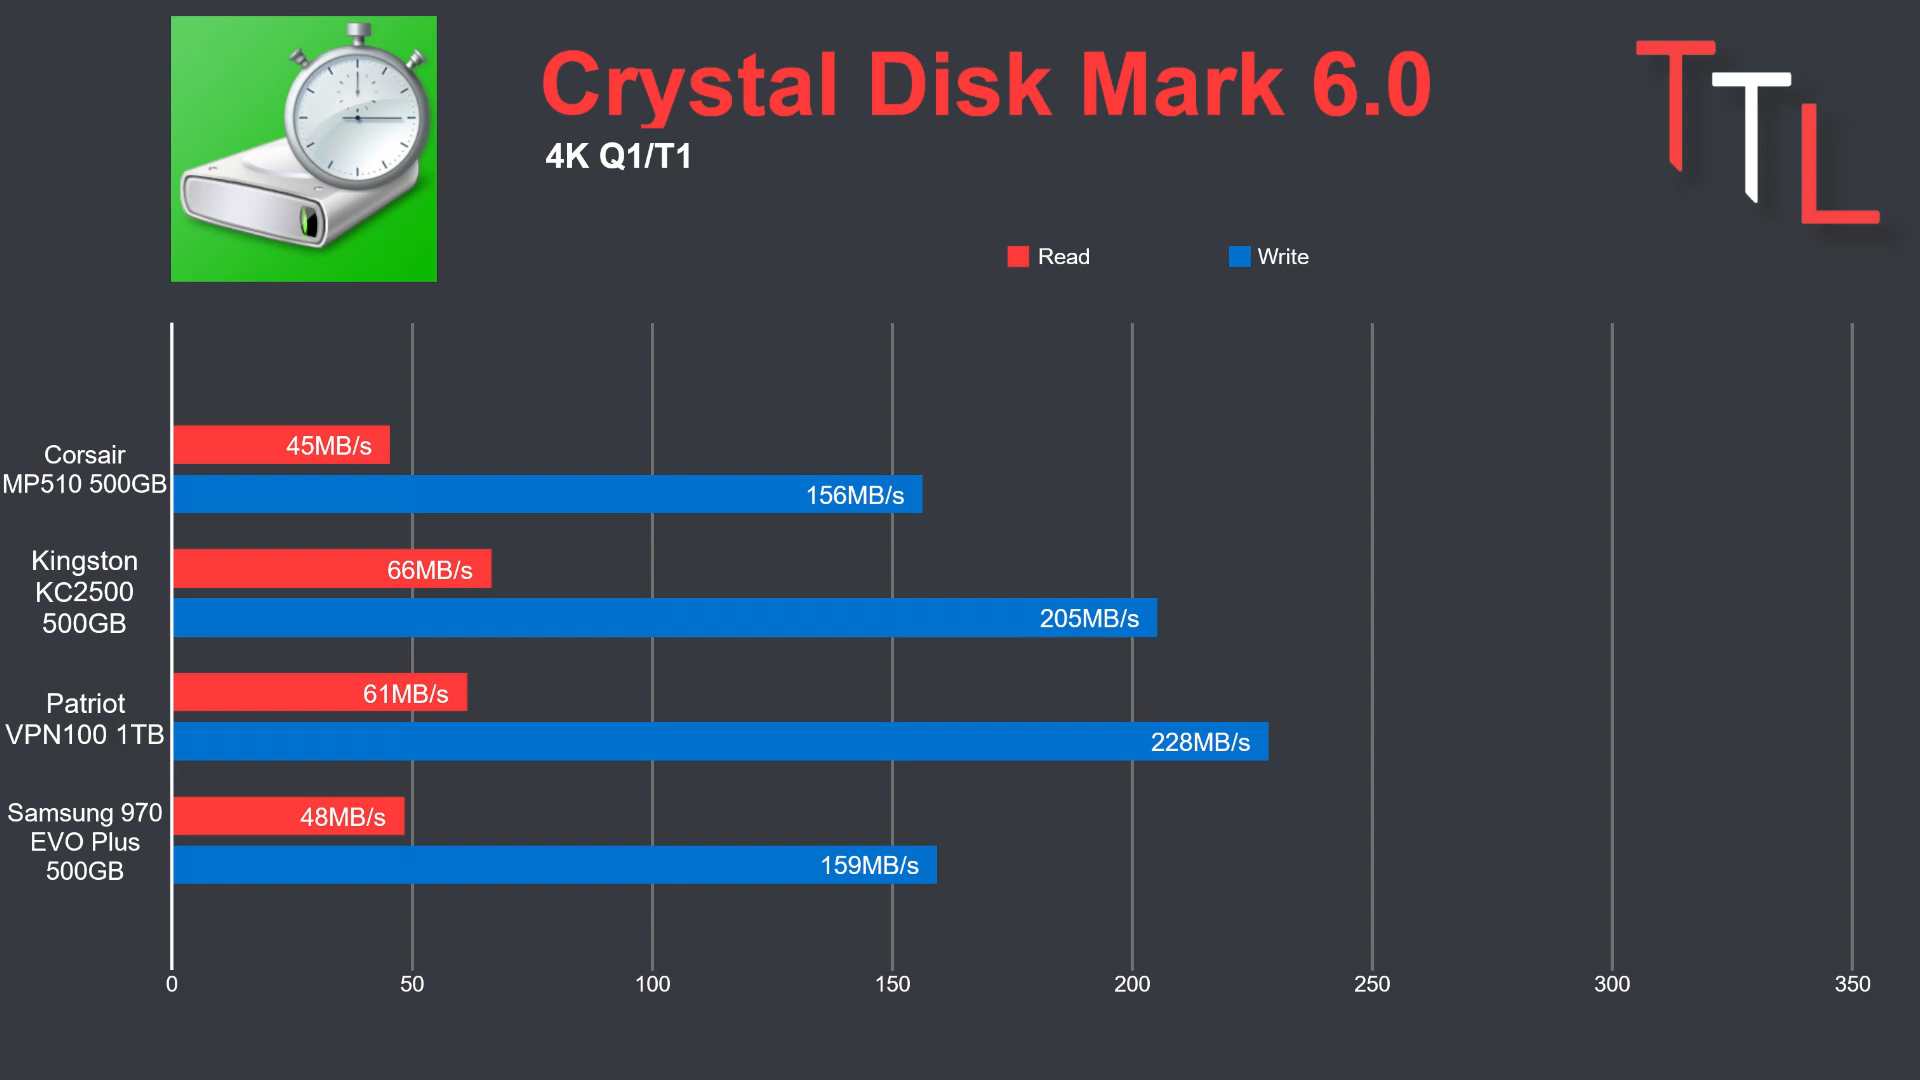 Crystal Disk Mark 6.0
4K Q1/T1
TTL
Read
Write
Corsair
MP510 500GB
45MB/s
156MB/s
Kingston
KC2500
500GB
66MB/s
205MB/s
Patriot
VPN100 1TB
61MB/s
228MB/s
Samsung 970
EVO Plus
500GB
48MB/s
159MB/s
0
50
100
150
200
250
300
350